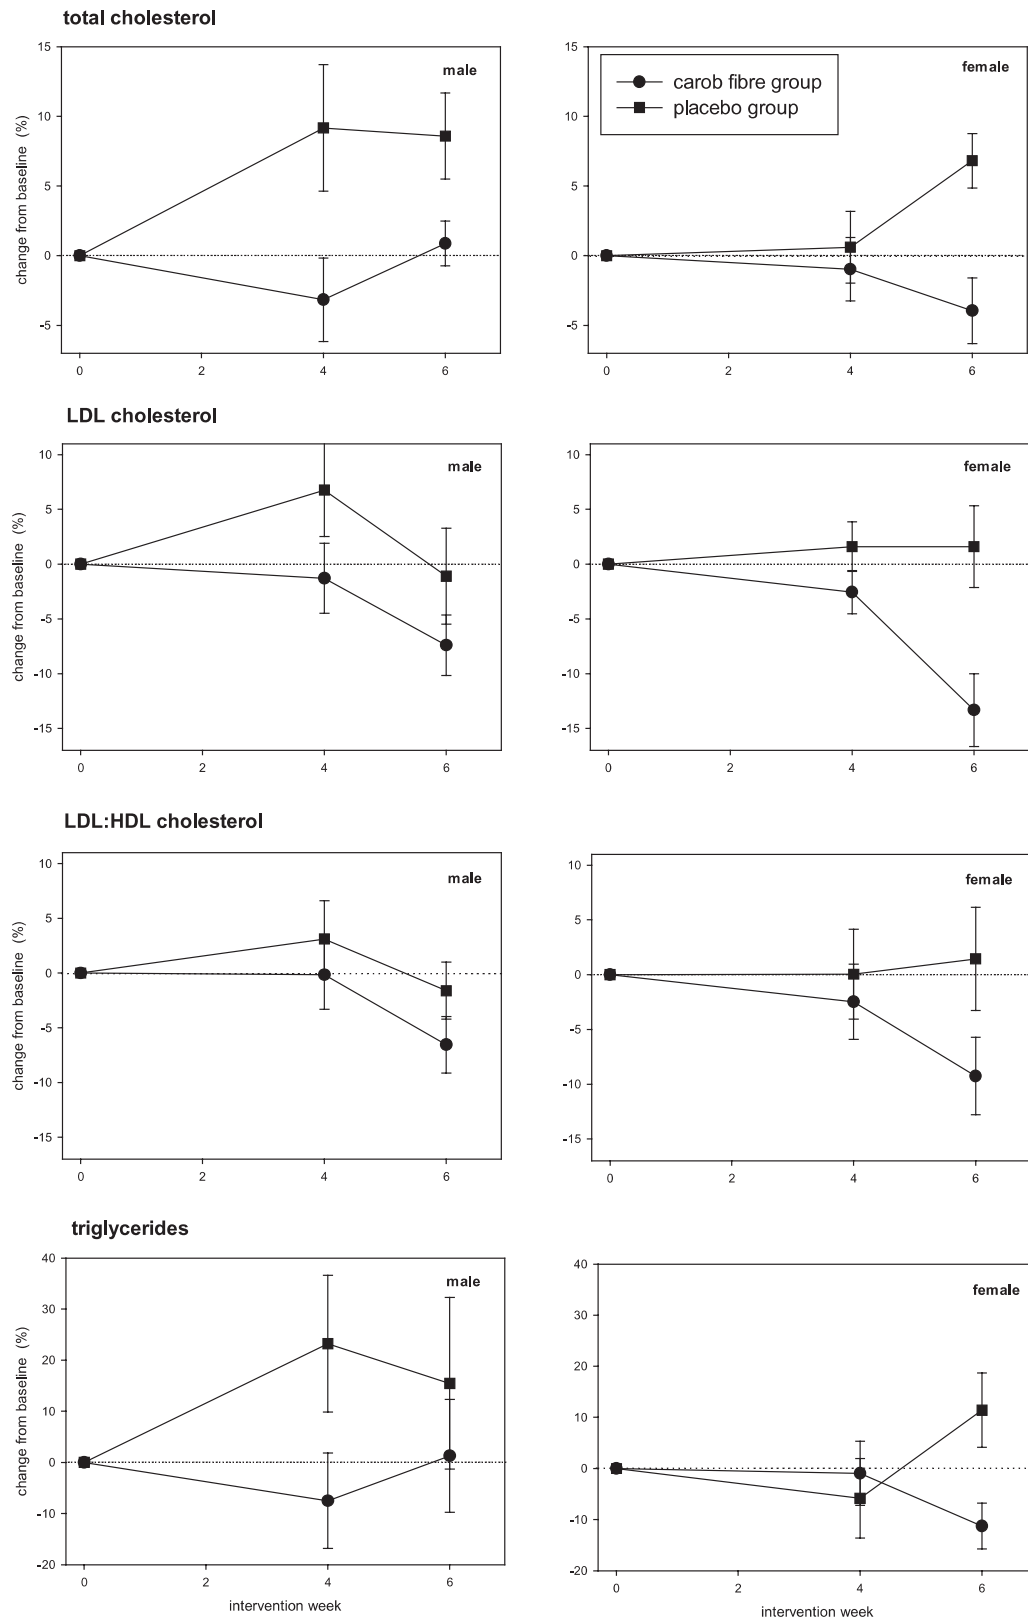 total cholesterol
15
10
5
0
-5
change from baseline (%)
male
0 2 4 6
female
carob fibre group
placebo group
15
10
5
0
-5
0 2 4 6
LDL cholesterol
10
5
0
-5
-10
-15
change from baseline (%)
male
0 2 4 6
10
5
0
-5
-10
-15
female
0 2 4 6
LDL:HDL cholesterol
10
5
0
-5
-10
-15
change from baseline (%)
male
0 2 4 6
10
5
0
-5
-10
-15
female
0 2 4 6
triglycerides
40
30
20
10
0
-10
-20
change from baseline (%)
male
0 2 4 6
intervention week
40
30
20
10
0
-10
-20
female
0 2 4 6
intervention week